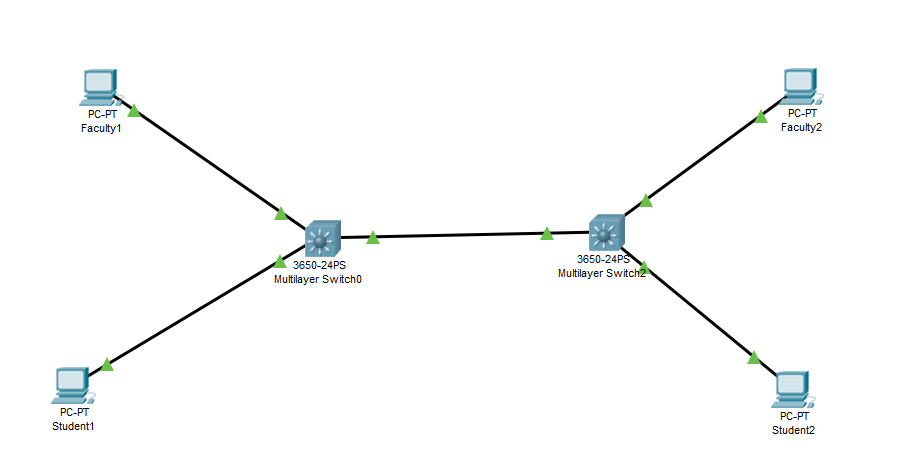 PC-PT
Faculty1
PC-PT
Faculty2
3650-24PS
Multilayer Switch0
3650-24PS
Multilayer Switch2
PC-PT
Student1
PC-PT
Student2